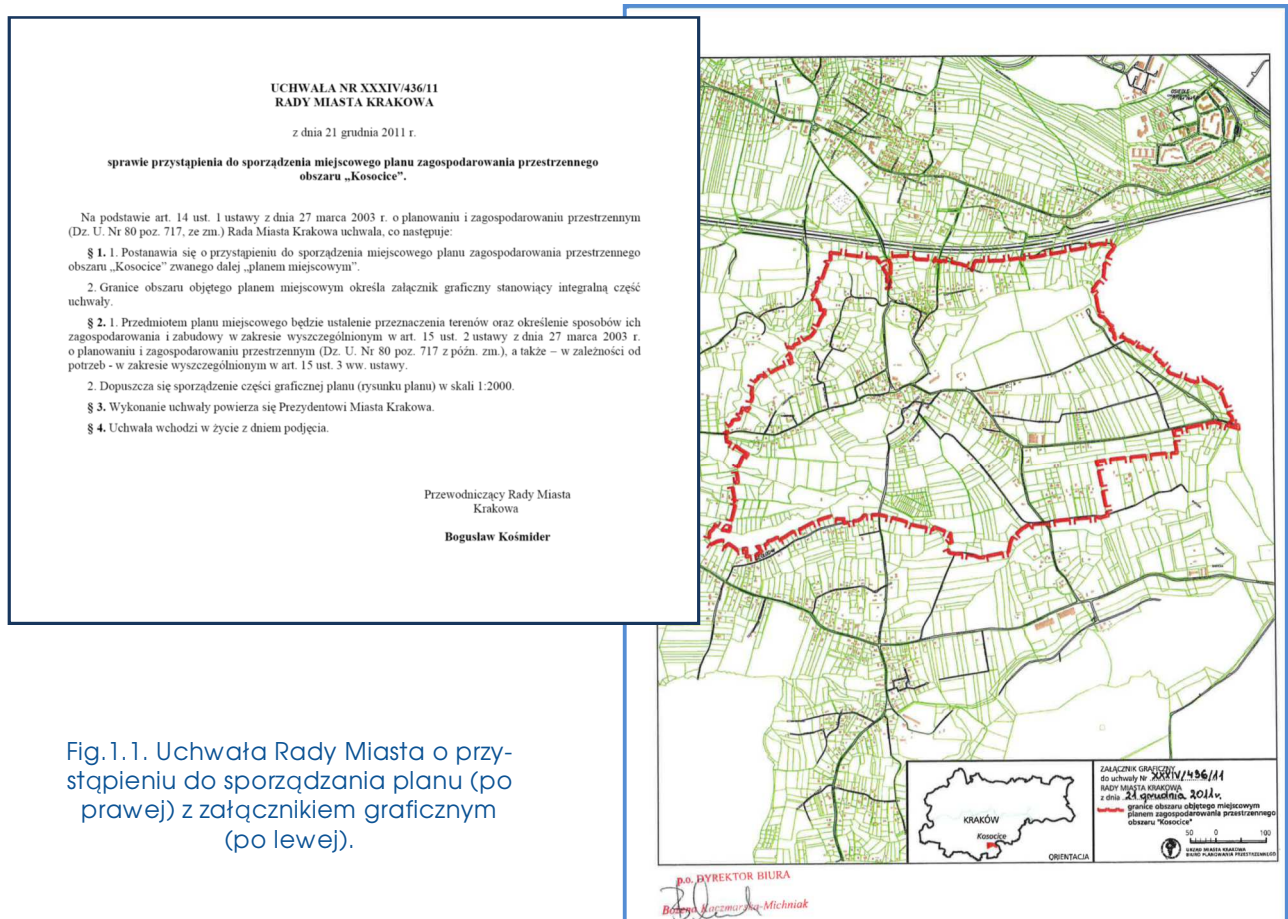 UCHWAŁA NR XXXIV/436/11
RADY MIASTA KRAKOWA
z dnia 21 grudnia 2011 r.
sprawie przystąpienia do sporządzenia miejscowego planu zagospodarowania przestrzennego
obszaru „Kosocice”.
Na podstawie art. 14 ust. 1 ustawy z dnia 27 marca 2003 r. o planowaniu i zagospodarowaniu przestrzennym
(Dz. U. Nr 80 poz. 717, ze zm.) Rada Miasta Krakowa uchwala, co następuje:
§ 1. 1. Postanawia się o przystąpieniu do sporządzenia miejscowego planu zagospodarowania przestrzennego
obszaru „Kosocice” zwanego dalej „planem miejscowym”.
2. Granice obszaru objętego planem miejscowym określa załącznik graficzny stanowiący integralną część
uchwały.
§ 2. 1. Przedmiotem planu miejscowego będzie ustalenie przeznaczenia terenów oraz określenie sposobów ich
zagospodarowania i zabudowy w zakresie wyszczególnionym w art. 15 ust. 2 ustawy z dnia 27 marca 2003 r.
o planowaniu i zagospodarowaniu przestrzennym (Dz. U. Nr 80 poz. 717 z późn. zm.), a także – w zależności od
potrzeb - w zakresie wyszczególnionym w art. 15 ust. 3 ww. ustawy.
2. Dopuszcza się sporządzenie części graficznej planu (rysunku planu) w skali 1:2000.
§ 3. Wykonanie uchwały powierza się Prezydentowi Miasta Krakowa.
§ 4. Uchwała wchodzi w życie z dniem podjęcia.
Przewodniczący Rady Miasta
Krakowa
Bogusław Kośmider
Fig.1.1. Uchwała Rady Miasta o przy-
stąpieniu do sporządzania planu (po
prawej) z załącznikiem graficznym
(po lewej).
OSIEDLE
KRAKÓW
Kosocice
ORIENTACJA
ZAŁĄCZNIK GRAFICZNY
do uchwały Nr XXXIV/436/11
RADY MIASTA KRAKOWA
z dnia 21 grudnia 2011r.
granice obszaru objętego miejscowym
planem zagospodarowania przestrzennego
obszaru "Kosocice"
50 0 100
URZĄD MIASTA KRAKOWA
BIURO PLANOWANIA PRZESTRZENNEGO
p.o. DYREKTOR BIURA
Bożena Kaczmarska-Michniak